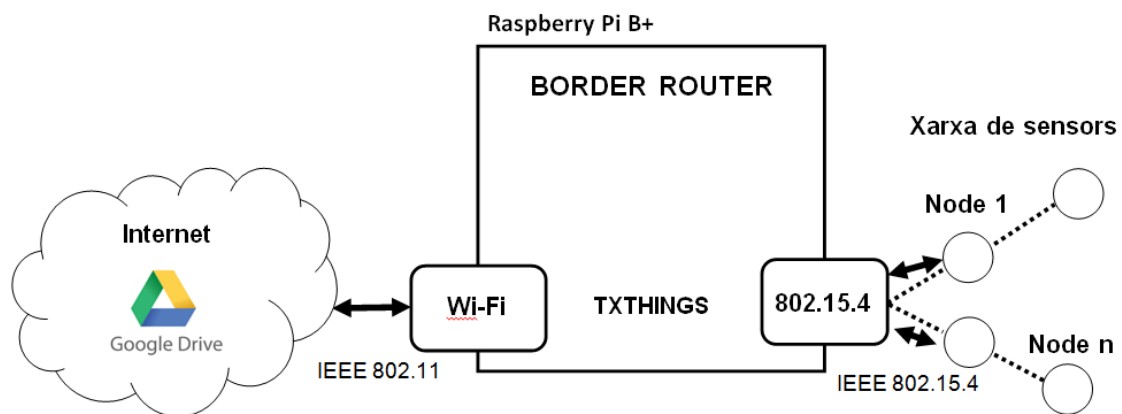 Raspberry Pi B+
BORDER ROUTER
Xarxa de sensors
Node 1
Internet
Google Drive
Wi-Fi
TXTHINGS
802.15.4
Node n
IEEE 802.11
IEEE 802.15.4